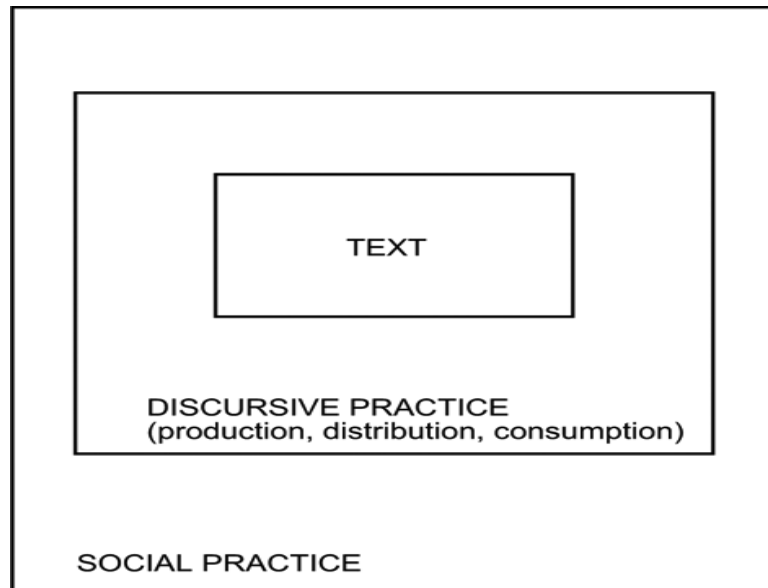 TEXT
DISCURSIVE PRACTICE
(production, distribution, consumption)
SOCIAL PRACTICE